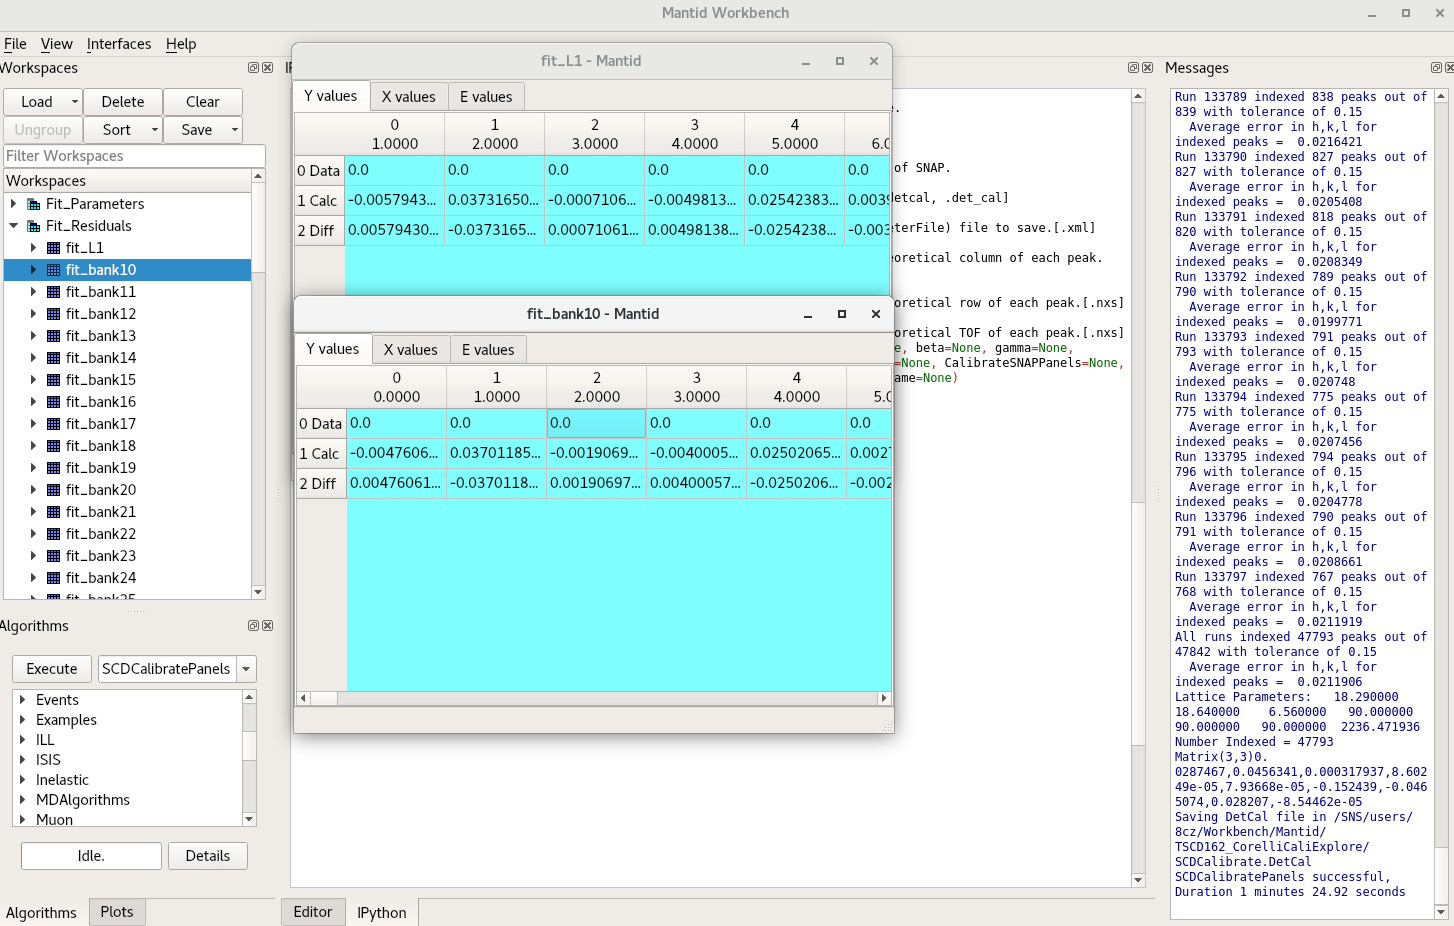 Mantid Workbench
File View Interfaces Help
Workspaces
Load Delete Clear
Ungroup Sort Save
Filter Workspaces
Workspaces
Fit_Parameters
Fit_Residuals
fit_L1
fit_bank10
fit_bank11
fit_bank12
fit_bank13
fit_bank14
fit_bank15
fit_bank16
fit_bank17
fit_bank18
fit_bank19
fit_bank20
fit_bank21
fit_bank22
fit_bank23
fit_bank24
fit_bank25
Algorithms
Execute SCDCalibratePanels
Events
Examples
ILL
ISIS
Inelastic
MDAlgorithms
Muon
Idle. Details
Algorithms Plots
fit_L1 - Mantid
Y values X values E values
0 1 2 3 4
1.0000 2.0000 3.0000 4.0000 5.0000 6.0
0 Data 0.0 0.0 0.0 0.0 0.0 0.0
1 Calc -0.0057943... 0.03731650... -0.0007106... -0.0049813... 0.02542383... 0.0039
2 Diff 0.00579430... -0.0373165... 0.00071061... 0.00498138... -0.0254238... -0.003
fit_bank10 - Mantid
Y values X values E values
0 1 2 3 4
0.0000 1.0000 2.0000 3.0000 4.0000 5.0
0 Data 0.0 0.0 0.0 0.0 0.0 0.0
1 Calc -0.0047606... 0.03701185... -0.0019069... -0.0040005... 0.02502065... 0.0027
2 Diff 0.00476061... -0.0370118... 0.00190697... 0.00400057... -0.0250206... -0.002
of SNAP.
detcal, .det_cal]
terFile) file to save.[.xml]
oretical column of each peak.
oretical row of each peak.[.nxs]
oretical TOF of each peak.[.nxs]
e, beta=None, gamma=None,
=None, CalibrateSNAPPanels=None,
ame=None)
Editor IPython
Messages
Run 133789 indexed 838 peaks out of
839 with tolerance of 0.15
Average error in h,k,l for
indexed peaks = 0.0216421
Run 133790 indexed 827 peaks out of
827 with tolerance of 0.15
Average error in h,k,l for
indexed peaks = 0.0205408
Run 133791 indexed 818 peaks out of
820 with tolerance of 0.15
Average error in h,k,l for
indexed peaks = 0.0208349
Run 133792 indexed 789 peaks out of
790 with tolerance of 0.15
Average error in h,k,l for
indexed peaks = 0.0199771
Run 133793 indexed 791 peaks out of
793 with tolerance of 0.15
Average error in h,k,l for
indexed peaks = 0.020748
Run 133794 indexed 775 peaks out of
775 with tolerance of 0.15
Average error in h,k,l for
indexed peaks = 0.0207456
Run 133795 indexed 794 peaks out of
796 with tolerance of 0.15
Average error in h,k,l for
indexed peaks = 0.0204778
Run 133796 indexed 790 peaks out of
791 with tolerance of 0.15
Average error in h,k,l for
indexed peaks = 0.0208661
Run 133797 indexed 767 peaks out of
768 with tolerance of 0.15
Average error in h,k,l for
indexed peaks = 0.0211919
All runs indexed 47793 peaks out of
47842 with tolerance of 0.15
Average error in h,k,l for
indexed peaks = 0.0211906
Lattice Parameters: 18.290000
18.640000 6.560000 90.000000
90.000000 90.000000 2236.471936
Number Indexed = 47793
Matrix(3,3)0.
0287467,0.0456341,0.000317937,8.602
49e-05,7.93668e-05,-0.152439,-0.046
5074,0.028207,-8.54462e-05
Saving DetCal file in /SNS/users/
8cz/Workbench/Mantid/
TSCD162_CorelliCaliExplore/
SCDCalibrate.DetCal
SCDCalibratePanels successful,
Duration 1 minutes 24.92 seconds